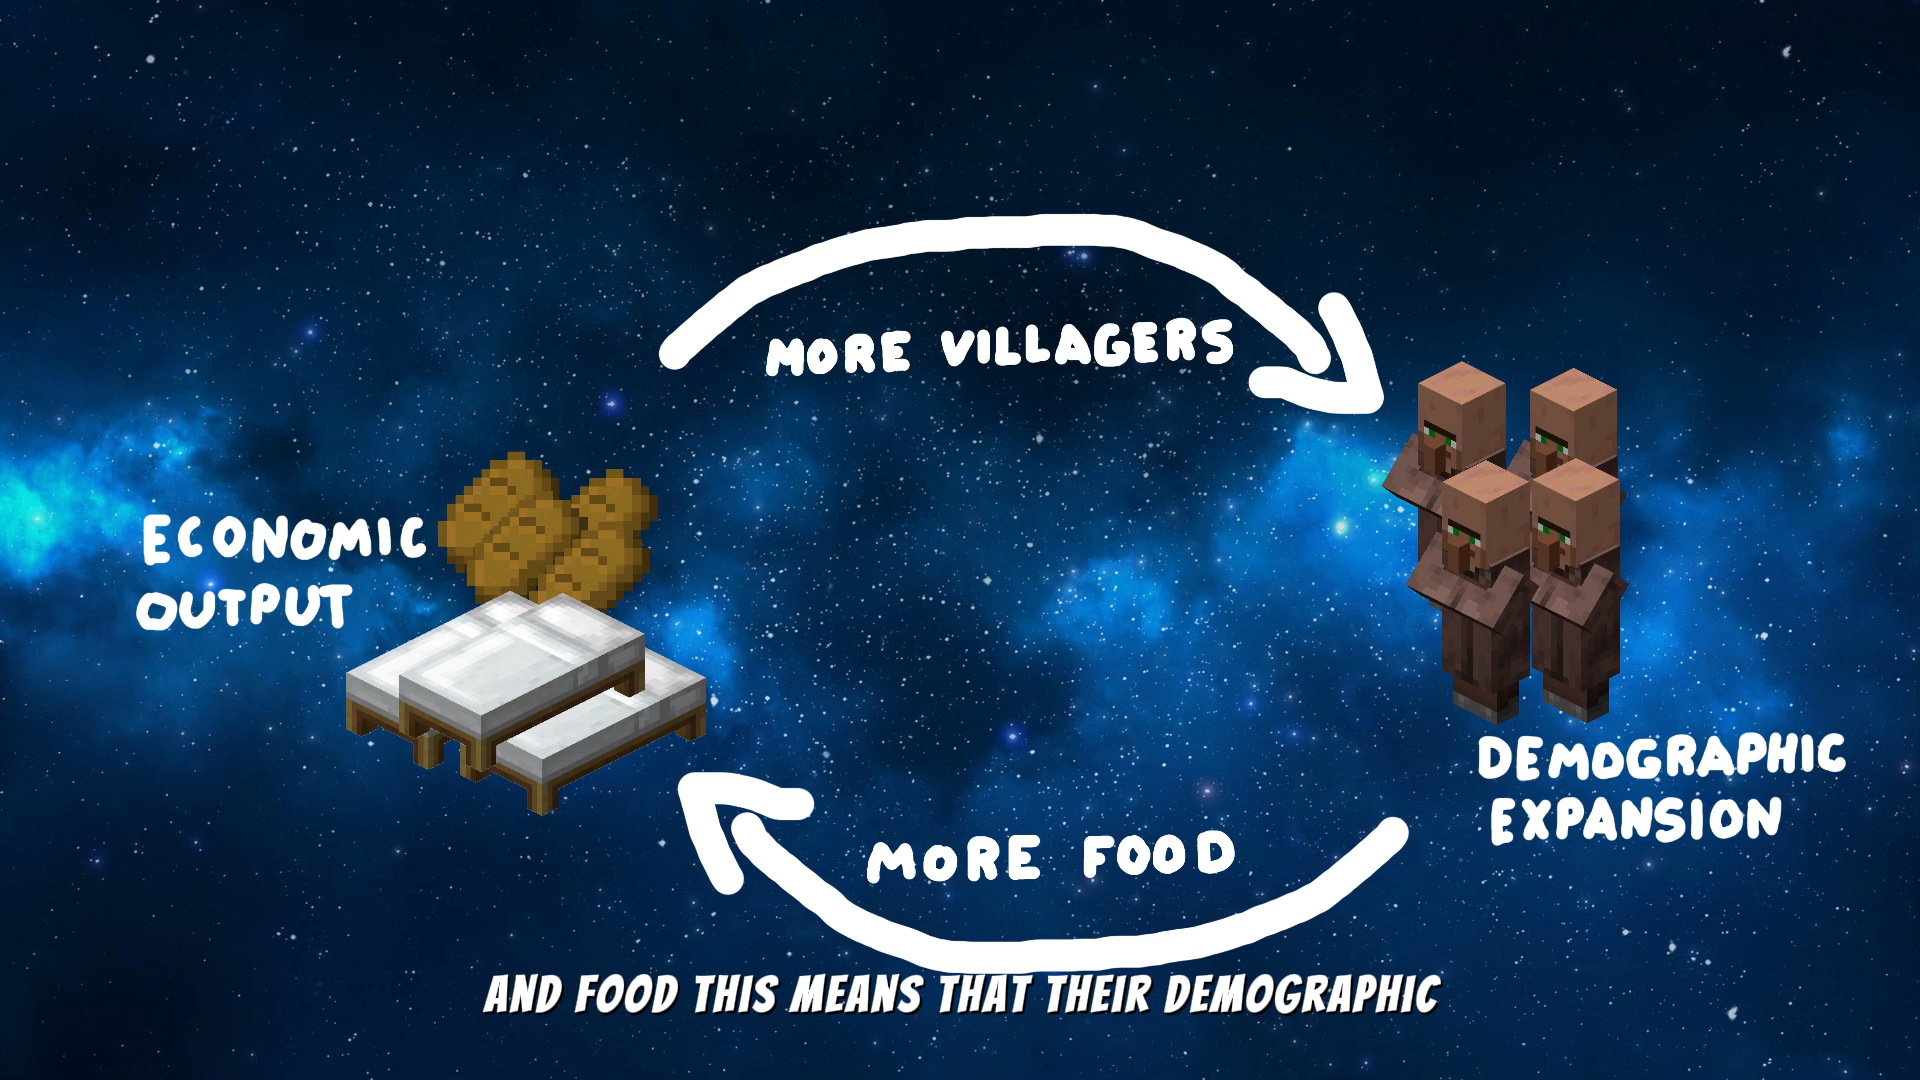 MORE VILLAGERS
ECONOMIC
OUTPUT
DEMOGRAPHIC
EXPANSION
MORE FOOD
AND FOOD THIS MEANS THAT THEIR DEMOGRAPHIC